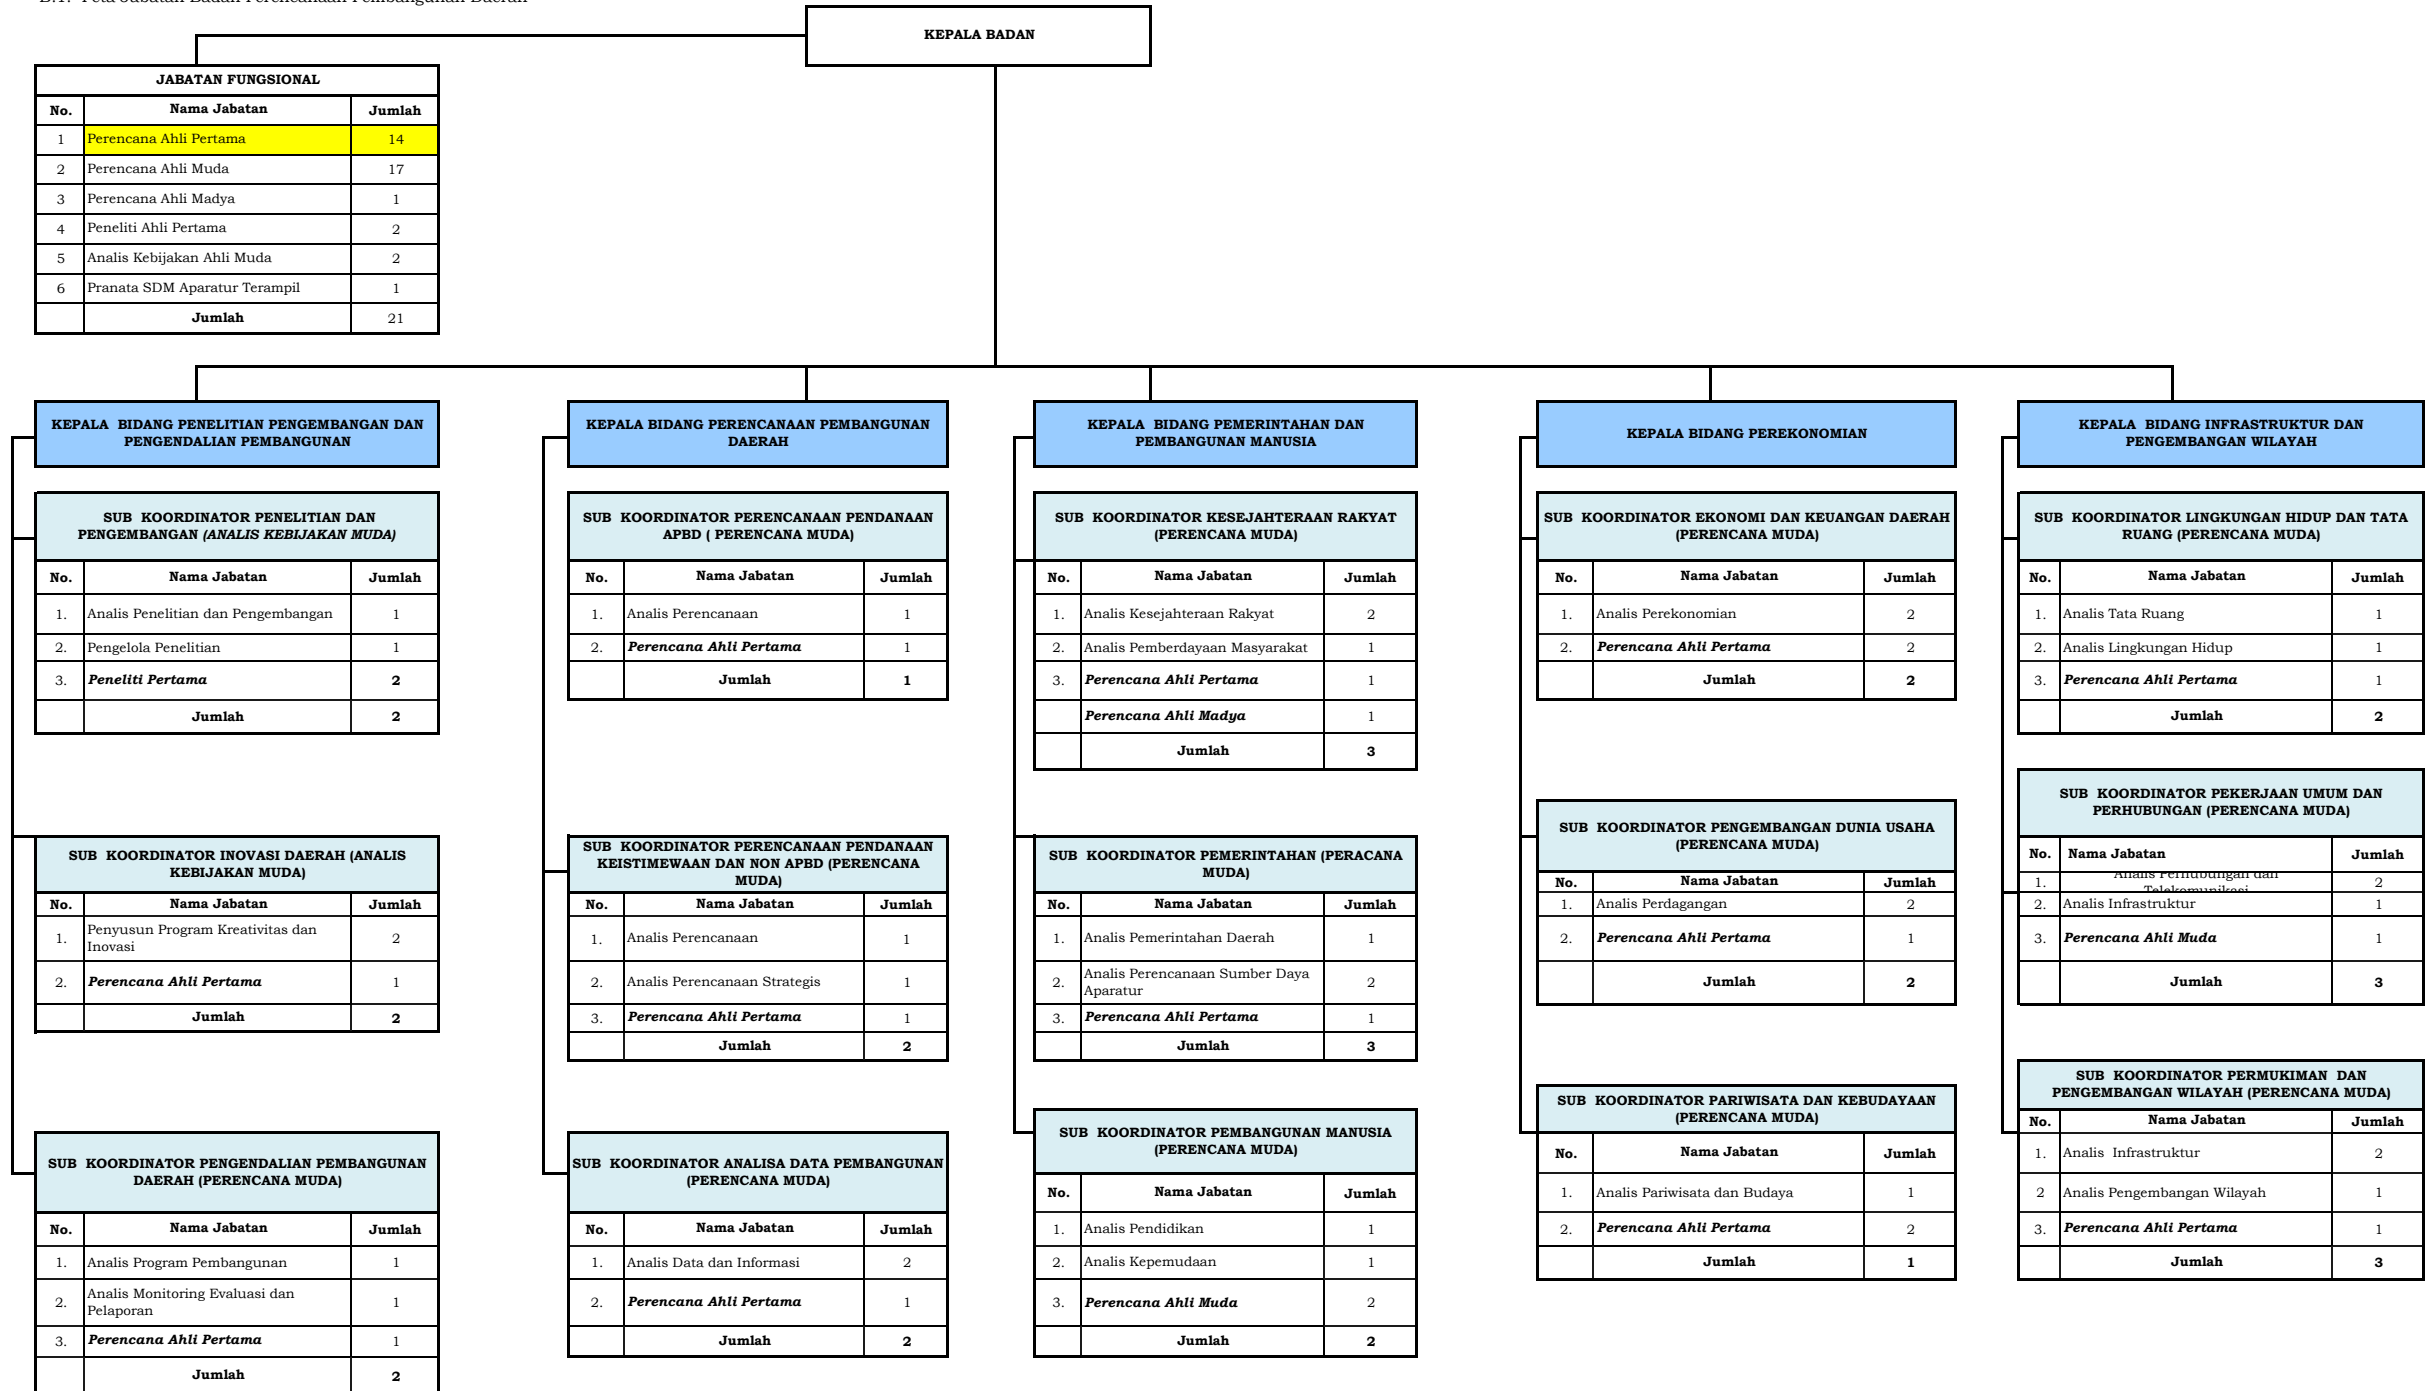 B.1. Peta Jabatan Badan Perencanaan Pembangunan Daerah
KEPALA BADAN
JABATAN FUNGSIONAL
No. Nama Jabatan Jumlah
1 Perencana Ahli Pertama 14
2 Perencana Ahli Muda 17
3 Perencana Ahli Madya 1
4 Peneliti Ahli Pertama 2
5 Analis Kebijakan Ahli Muda 2
6 Pranata SDM Aparatur Terampil 1
Jumlah 21
KEPALA BIDANG PENELITIAN PENGEMBANGAN DAN
PENGENDALIAN PEMBANGUNAN
SUB KOORDINATOR PENELITIAN DAN
PENGEMBANGAN (ANALIS KEBIJAKAN MUDA)
No. Nama Jabatan Jumlah
1. Analis Penelitian dan Pengembangan 1
2. Pengelola Penelitian 1
3. Peneliti Pertama 2
Jumlah 2
SUB KOORDINATOR INOVASI DAERAH (ANALIS
KEBIJAKAN MUDA)
No. Nama Jabatan Jumlah
1. Penyusun Program Kreativitas dan
Inovasi 2
2. Perencana Ahli Pertama 1
Jumlah 2
SUB KOORDINATOR PENGENDALIAN PEMBANGUNAN
DAERAH (PERENCANA MUDA)
No. Nama Jabatan Jumlah
1. Analis Program Pembangunan 1
2. Analis Monitoring Evaluasi dan
Pelaporan 1
3. Perencana Ahli Pertama 1
Jumlah 2
KEPALA BIDANG PERENCANAAN PEMBANGUNAN
DAERAH
SUB KOORDINATOR PERENCANAAN PENDANAAN
APBD ( PERENCANA MUDA)
No. Nama Jabatan Jumlah
1. Analis Perencanaan 1
2. Perencana Ahli Pertama 1
Jumlah 1
SUB KOORDINATOR PERENCANAAN PENDANAAN
KEISTIMEWAAN DAN NON APBD (PERENCANA
MUDA)
No. Nama Jabatan Jumlah
1. Analis Perencanaan 1
2. Analis Perencanaan Strategis 1
3. Perencana Ahli Pertama 1
Jumlah 2
SUB KOORDINATOR ANALISA DATA PEMBANGUNAN
(PERENCANA MUDA)
No. Nama Jabatan Jumlah
1. Analis Data dan Informasi 2
2. Perencana Ahli Pertama 1
Jumlah 2
KEPALA BIDANG PEMERINTAHAN DAN
PEMBANGUNAN MANUSIA
SUB KOORDINATOR KESEJAHTERAAN RAKYAT
(PERENCANA MUDA)
No. Nama Jabatan Jumlah
1. Analis Kesejahteraan Rakyat 2
2. Analis Pemberdayaan Masyarakat 1
3. Perencana Ahli Pertama 1
Perencana Ahli Madya 1
Jumlah 3
SUB KOORDINATOR PEMERINTAHAN (PERACANA
MUDA)
No. Nama Jabatan Jumlah
1. Analis Pemerintahan Daerah 1
2. Analis Perencanaan Sumber Daya
Aparatur 2
3. Perencana Ahli Pertama 1
Jumlah 3
SUB KOORDINATOR PEMBANGUNAN MANUSIA
(PERENCANA MUDA)
No. Nama Jabatan Jumlah
1. Analis Pendidikan 1
2. Analis Kepemudaan 1
3. Perencana Ahli Muda 2
Jumlah 2
KEPALA BIDANG PEREKONOMIAN
SUB KOORDINATOR EKONOMI DAN KEUANGAN DAERAH
(PERENCANA MUDA)
No. Nama Jabatan Jumlah
1. Analis Perekonomian 2
2. Perencana Ahli Pertama 2
Jumlah 2
SUB KOORDINATOR PENGEMBANGAN DUNIA USAHA
(PERENCANA MUDA)
No. Nama Jabatan Jumlah
1. Analis Perdagangan 2
2. Perencana Ahli Pertama 1
Jumlah 2
SUB KOORDINATOR PARIWISATA DAN KEBUDAYAAN
(PERENCANA MUDA)
No. Nama Jabatan Jumlah
1. Analis Pariwisata dan Budaya 1
2. Perencana Ahli Pertama 2
Jumlah 1
KEPALA BIDANG INFRASTRUKTUR DAN
PENGEMBANGAN WILAYAH
SUB KOORDINATOR LINGKUNGAN HIDUP DAN TATA
RUANG (PERENCANA MUDA)
No. Nama Jabatan Jumlah
1. Analis Tata Ruang 1
2. Analis Lingkungan Hidup 1
3. Perencana Ahli Pertama 1
Jumlah 2
SUB KOORDINATOR PEKERJAAN UMUM DAN
PERHUBUNGAN (PERENCANA MUDA)
No. Nama Jabatan Jumlah
1. Analis Perhubungan dan
Telekomunikasi 2
2. Analis Infrastruktur 1
3. Perencana Ahli Muda 1
Jumlah 3
SUB KOORDINATOR PERMUKIMAN DAN
PENGEMBANGAN WILAYAH (PERENCANA MUDA)
No. Nama Jabatan Jumlah
1. Analis Infrastruktur 2
2 Analis Pengembangan Wilayah 1
3. Perencana Ahli Pertama 1
Jumlah 3